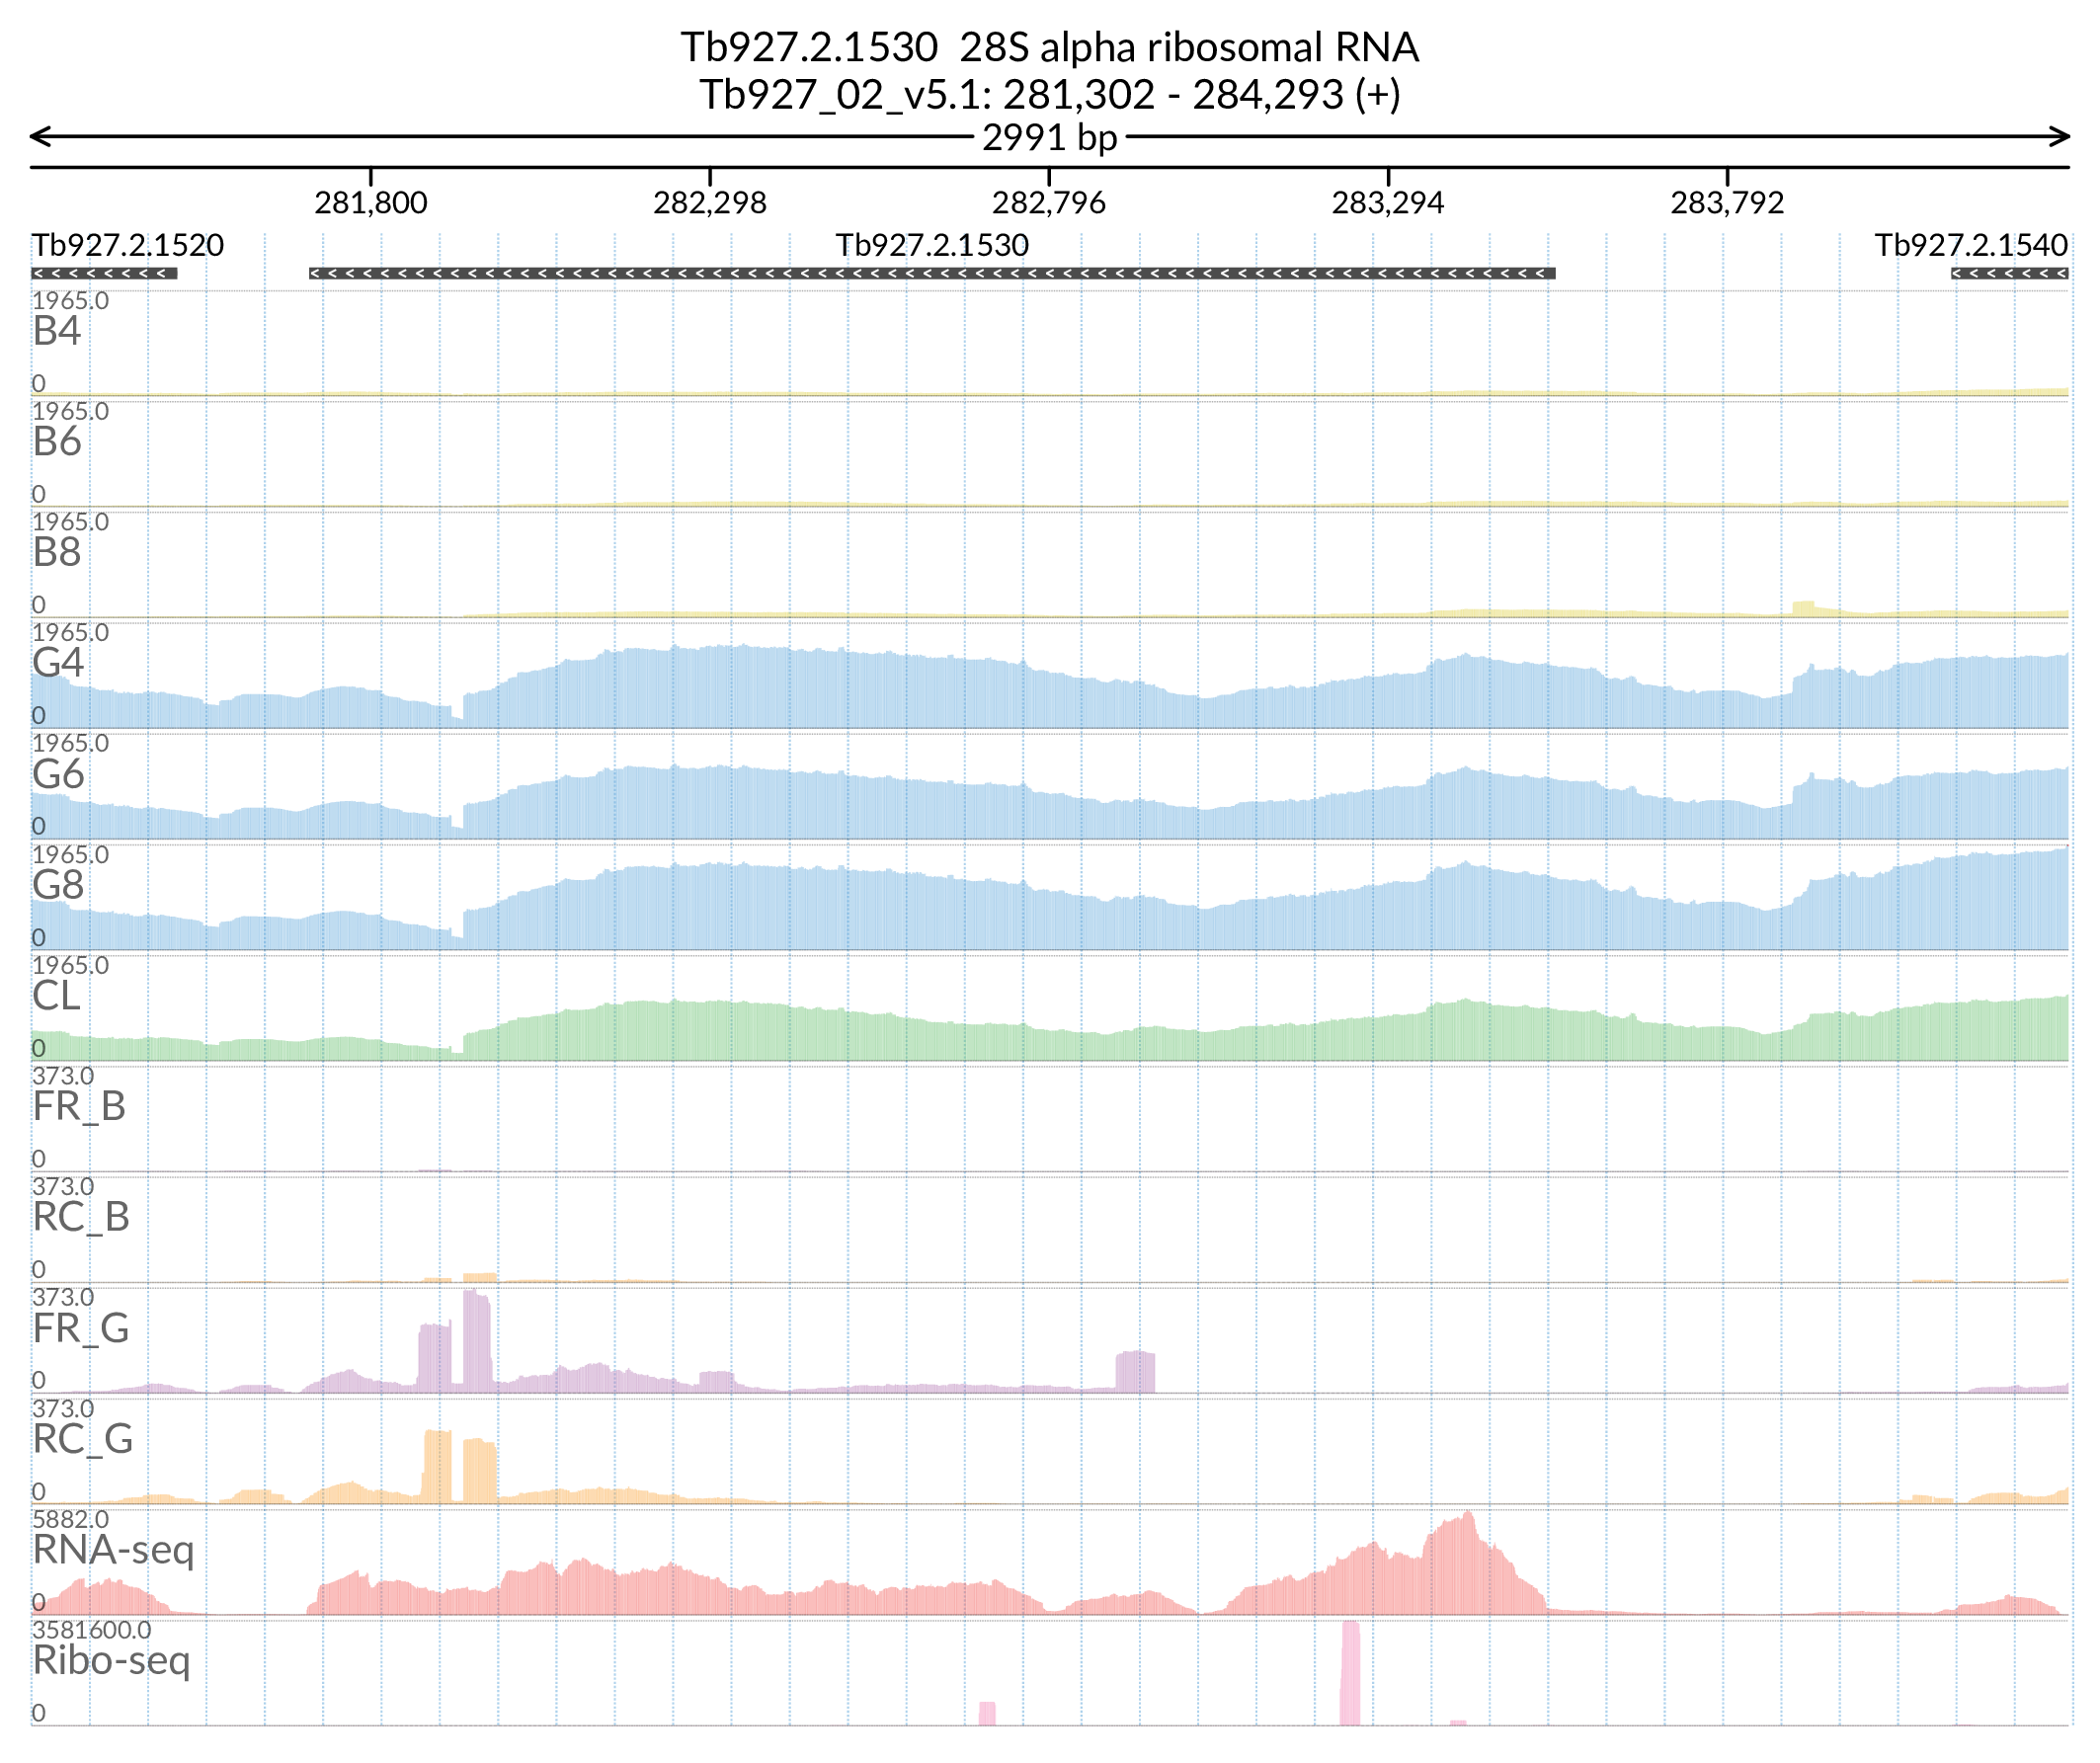 Tb927.2.1530  28S alpha ribosomal RNA
Tb927_02_v5.1: 281,302 - 284,293 (+)
2991 bp
281,800 282,298 282,796 283,294 283,792
Tb927.2.1520 Tb927.2.1530 Tb927.2.1540
1965.0
B4
0
1965.0
B6
0
1965.0
B8
0
1965.0
G4
0
1965.0
G6
0
1965.0
G8
0
1965.0
CL
0
373.0
FR_B
0
373.0
RC_B
0
373.0
FR_G
0
373.0
RC_G
0
5882.0
RNA-seq
0
3581600.0
Ribo-seq
0